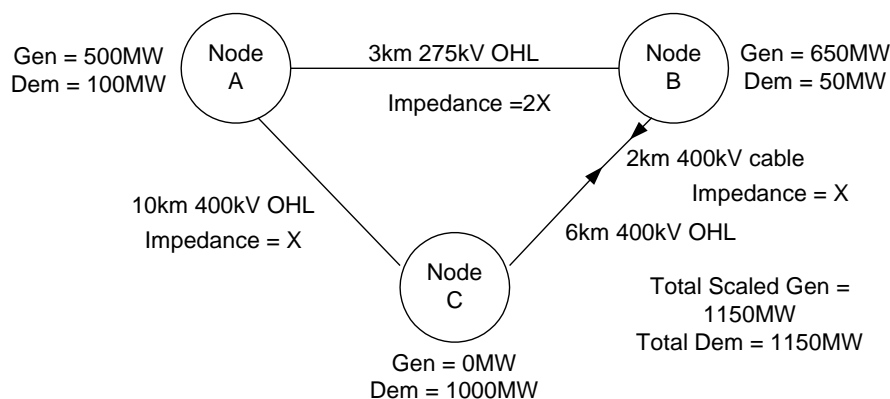 Gen = 500MW
Dem = 100MW
Node
A
3km 275kV OHL
Impedance =2X
Node
B
Gen = 650MW
Dem = 50MW
2km 400kV cable
Impedance = X
10km 400kV OHL
Impedance = X
6km 400kV OHL
Node
C
Gen = 0MW
Dem = 1000MW
Total Scaled Gen =
1150MW
Total Dem = 1150MW